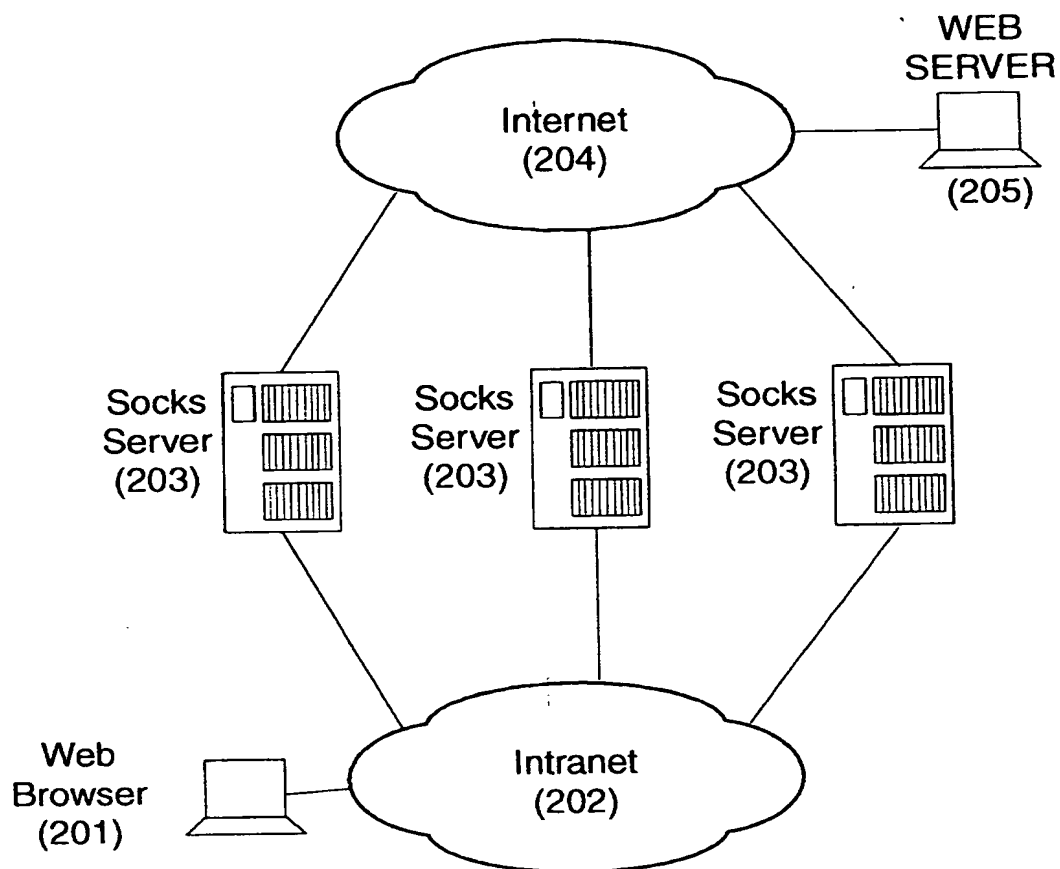 WEB
SERVER
(205)
Internet
(204)
Socks
Server
(203)
Socks
Server
(203)
Socks
Server
(203)
Web
Browser
(201)
Intranet
(202)